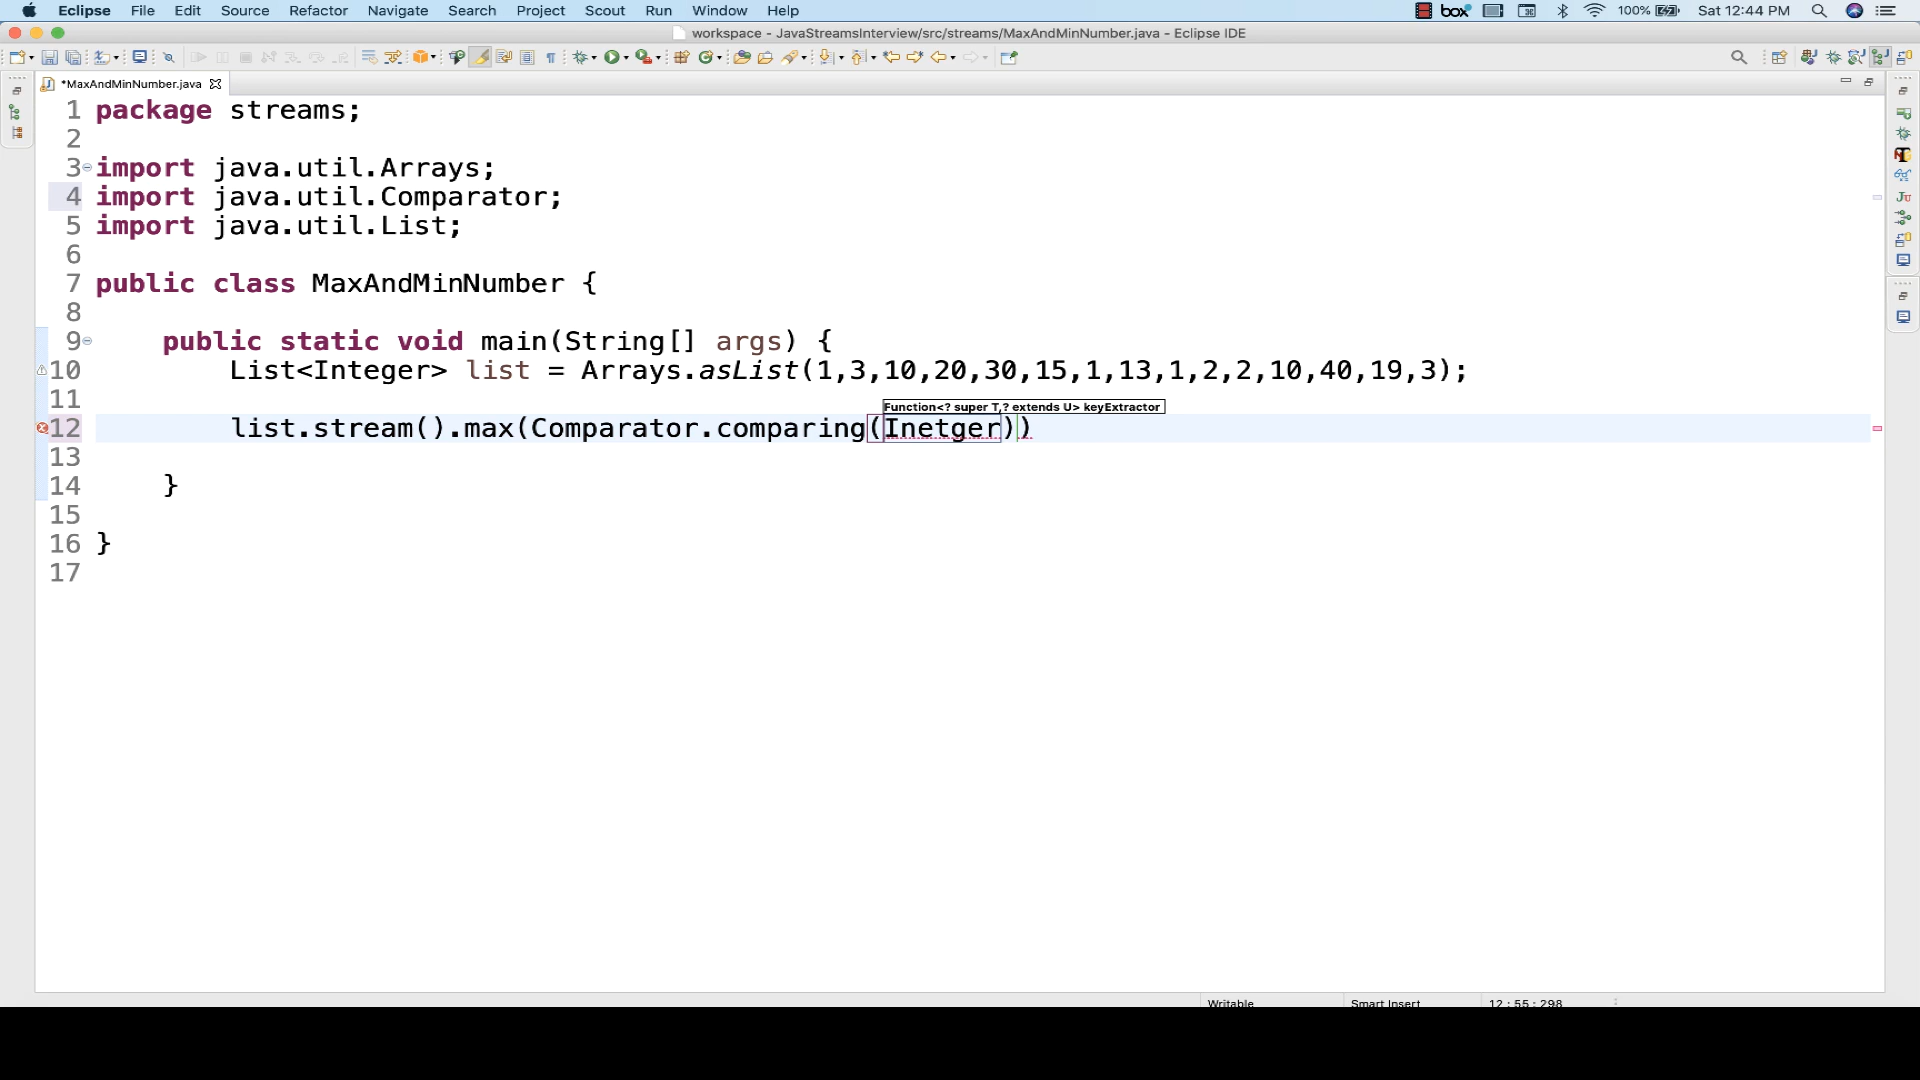 Eclipse File Edit Source Refactor Navigate Search Project Scout Run Window Help box 100% Sat 12:44 PM
workspace - JavaStreamsInterview/src/streams/MaxAndMinNumber.java - Eclipse IDE
*MaxAndMinNumber.java
1 package streams;
2
3 import java.util.Arrays;
4 import java.util.Comparator;
5 import java.util.List;
6
7 public class MaxAndMinNumber {
8
9 public static void main(String[] args) {
10 List<Integer> list = Arrays.asList(1,3,10,20,30,15,1,13,1,2,2,10,40,19,3);
11
Function<? super T,? extends U> keyExtractor
12 list.stream().max(Comparator.comparing(Inetger))
13
14 }
15
16 }
17
Writable Smart Insert 12 : 55 : 298